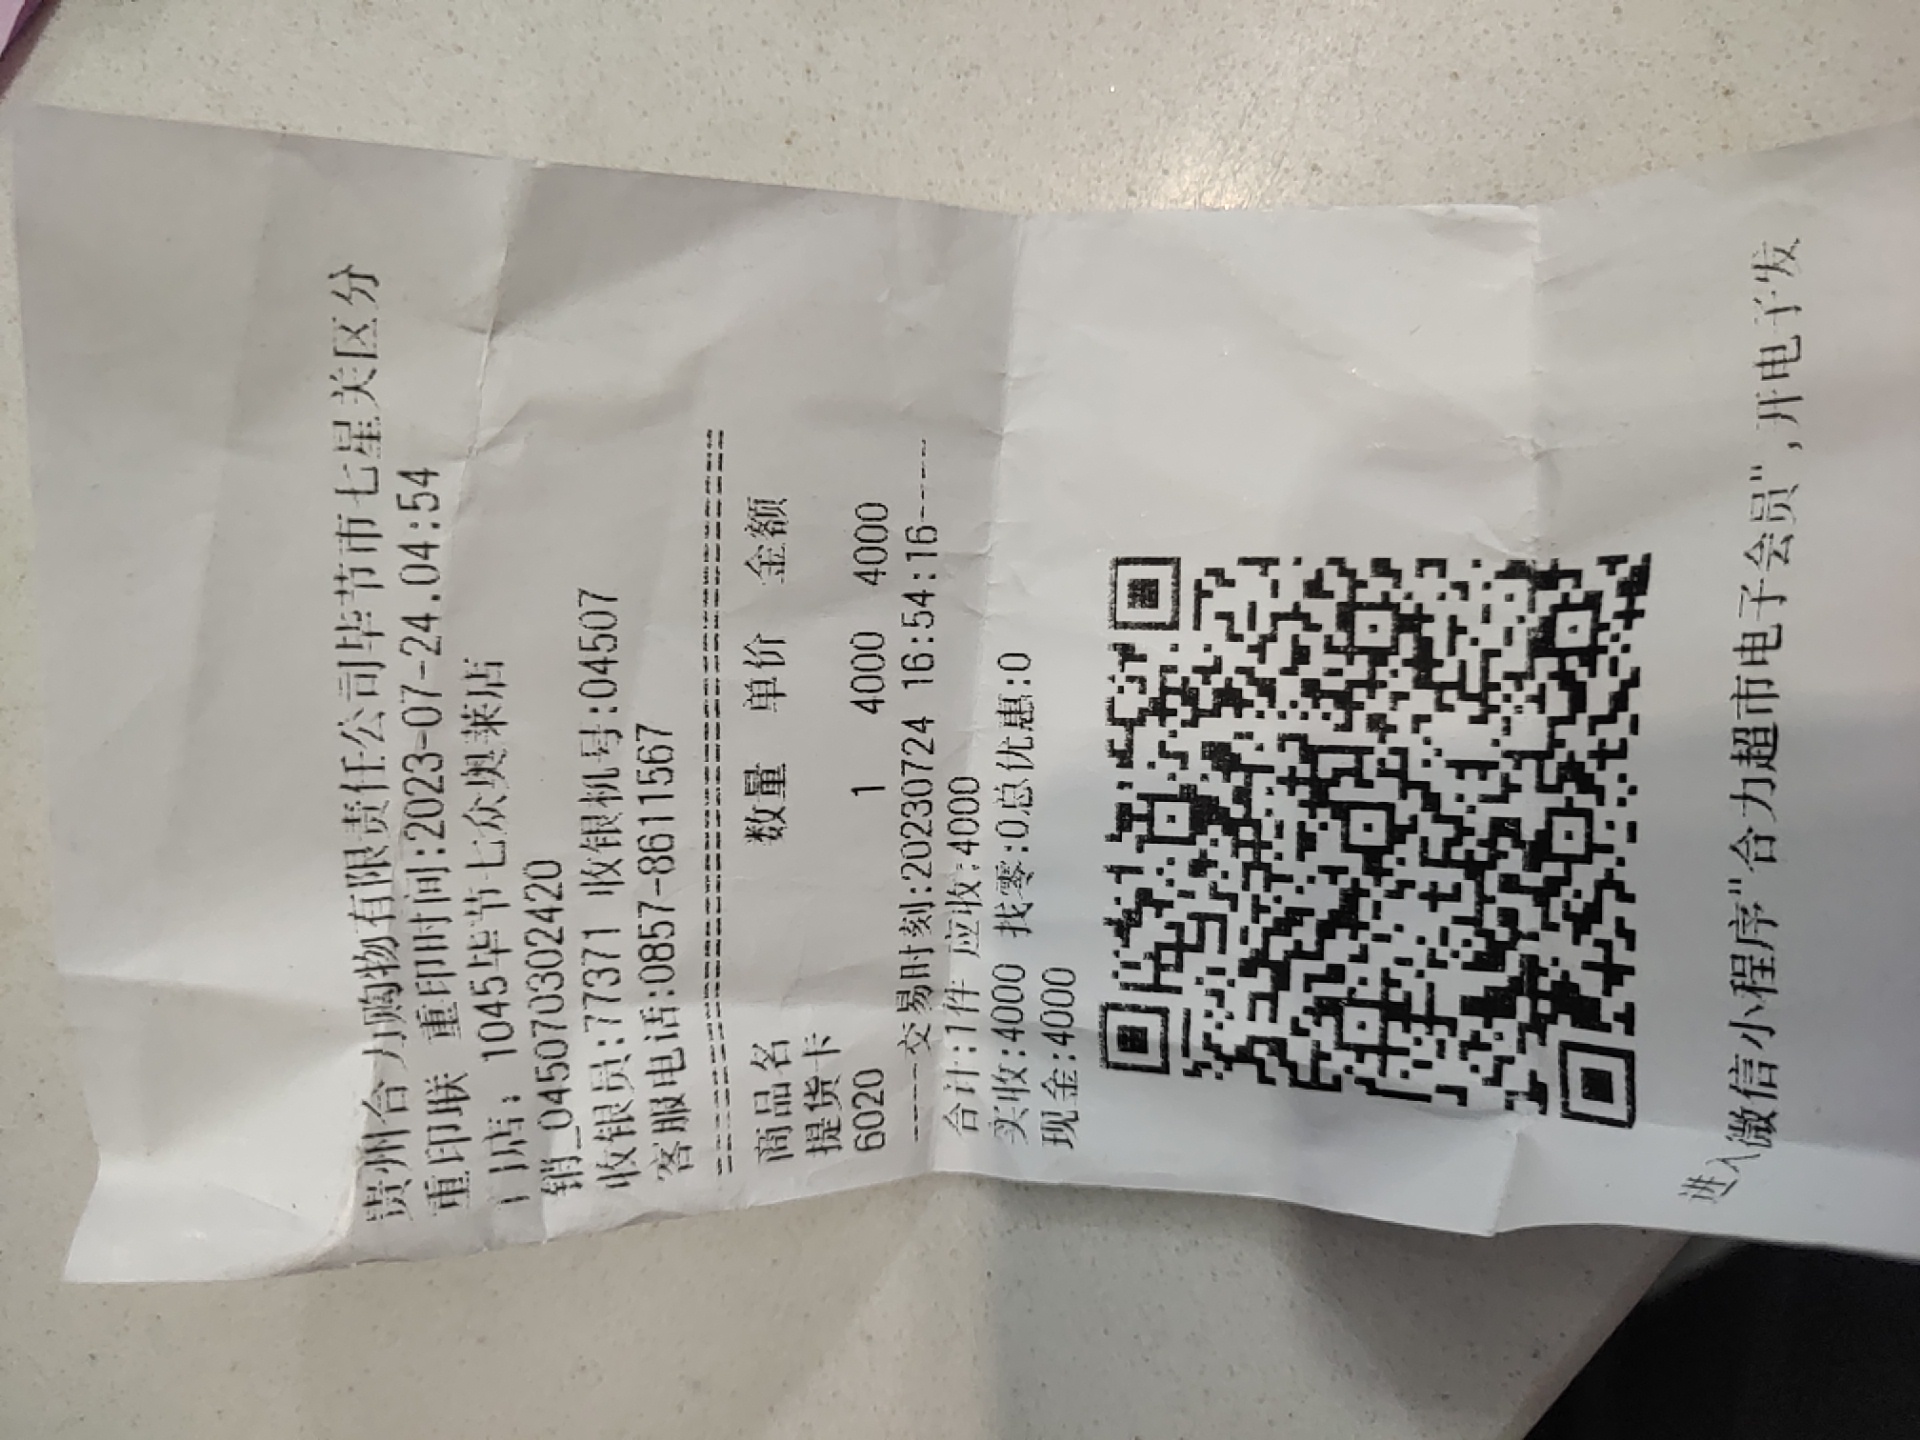 贵州合力购物有限责任公司毕节市七星关区分
重印联 重印时间:2023-07-24.04:54
门店: 1045毕节七众奥莱店
销_045070302420
收银员:77371 收银机号:04507
客服电话:0857-8611567
==================================
商品名 数量 单价 金额
提货卡
6020 1 4000 4000
----交易时刻:20230724 16:54:16----
合计:1件 应收:4000
实收:4000 找零:0总优惠:0
现金:4000
进入微信小程序"合力超市电子会员",开电子发